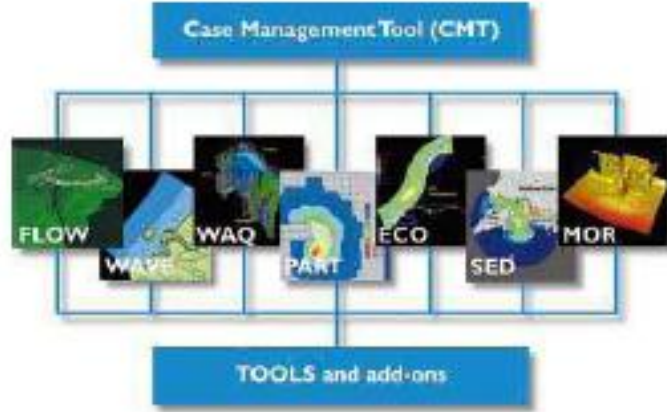 Case Management Tool (CMT)
FLOW
WAVE
WAQ
PART
ECO
SED
MOR
TOOLS and add-ons